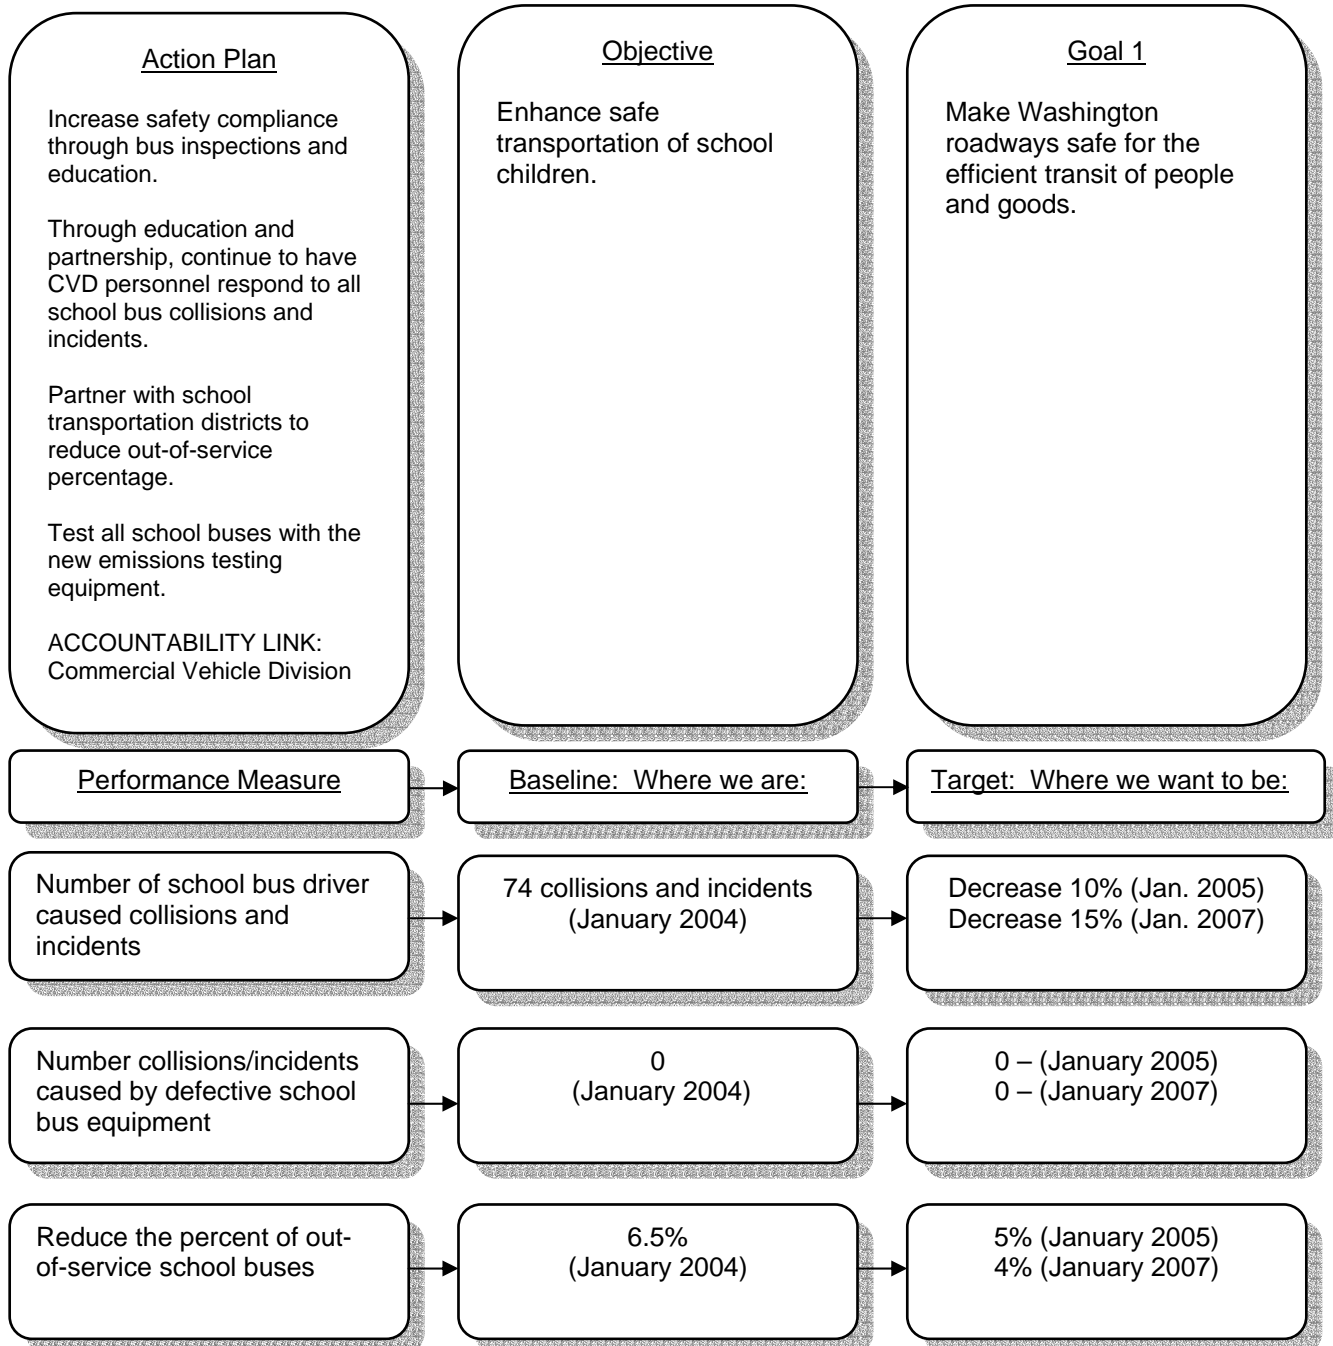 Action Plan
Increase safety compliance
through bus inspections and
education.
Through education and
partnership, continue to have
CVD personnel respond to all
school bus collisions and
incidents.
Partner with school
transportation districts to
reduce out-of-service
percentage.
Test all school buses with the
new emissions testing
equipment.
ACCOUNTABILITY LINK:
Commercial Vehicle Division
Objective
Enhance safe
transportation of school
children.
Goal 1
Make Washington
roadways safe for the
efficient transit of people
and goods.
Performance Measure
Baseline:  Where we are:
Target:  Where we want to be:
Number of school bus driver
caused collisions and
incidents
74 collisions and incidents
(January 2004)
Decrease 10% (Jan. 2005)
Decrease 15% (Jan. 2007)
Number collisions/incidents
caused by defective school
bus equipment
0
(January 2004)
0 – (January 2005)
0 – (January 2007)
Reduce the percent of out-
of-service school buses
6.5%
(January 2004)
5% (January 2005)
4% (January 2007)